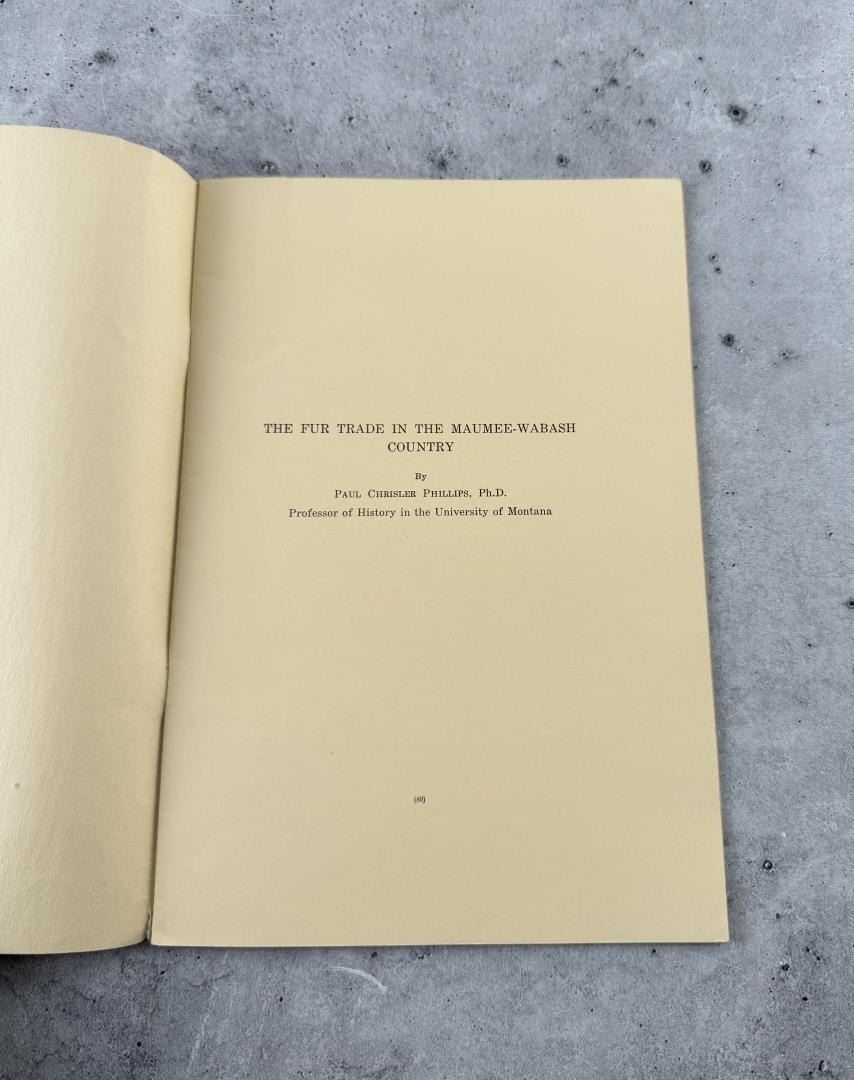 THE FUR TRADE IN THE MAUMEE-WABASH
COUNTRY
By
Paul Chrisler Phillips, Ph.D.
Professor of History in the University of Montana
(89)